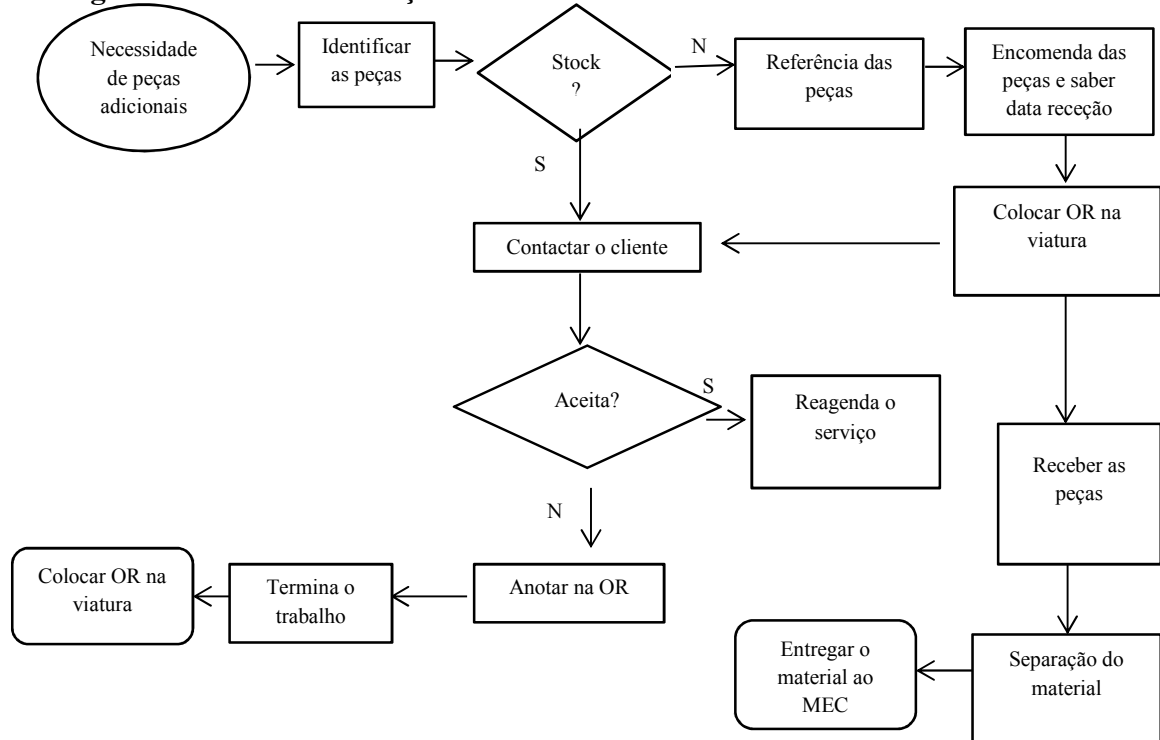 Necessidade
de peças
adicionais
Identificar
as peças
Stock
?
N
Referência das
peças
Encomenda das
peças e saber
data receção
S
Colocar OR na
viatura
Contactar o cliente
Aceita?
S
Reagenda o
serviço
Receber as
peças
N
Colocar OR na
viatura
Termina o
trabalho
Anotar na OR
Entregar o
material ao
MEC
Separação do
material